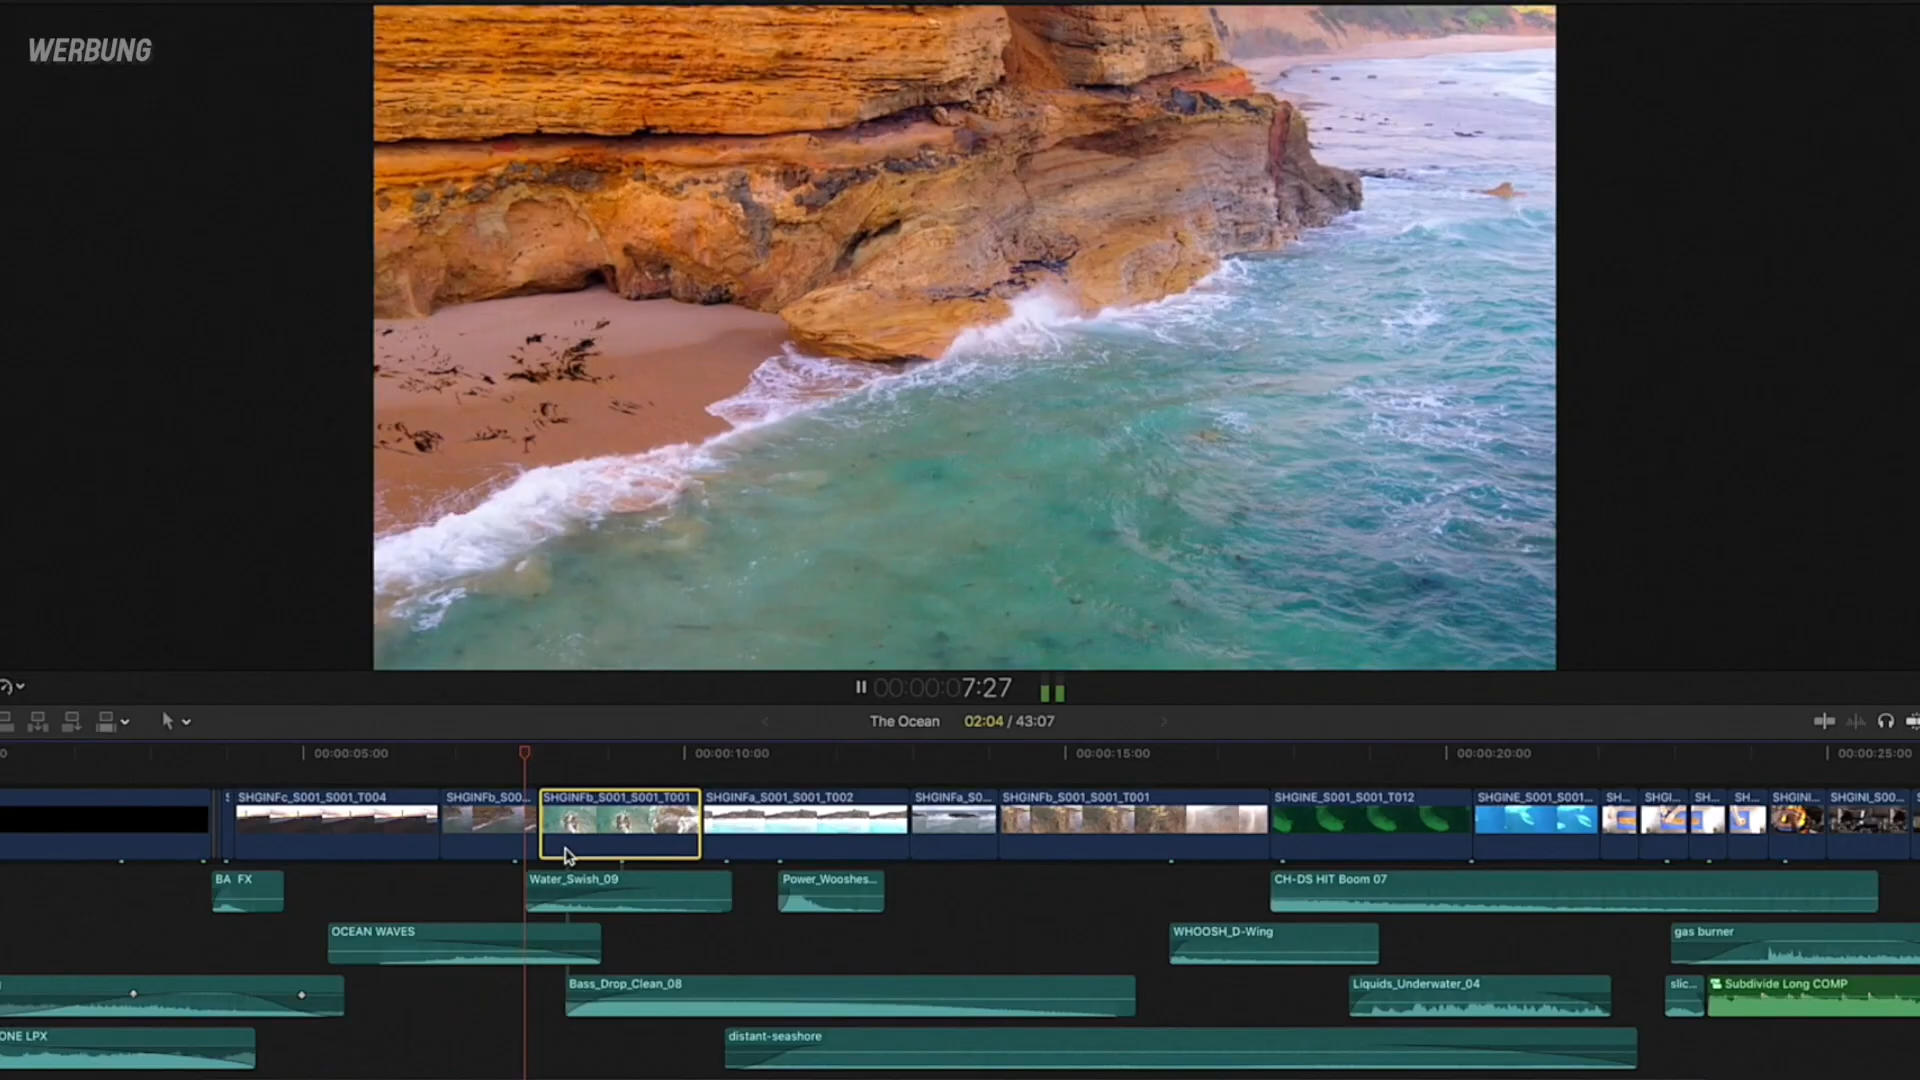 WERBUNG
00:00:07:27
The Ocean 02:04 / 43:07
00:00:05:00 00:00:10:00 00:00:15:00 00:00:20:00 00:00:25:00
SHGINFc_S001_S001_T004 SHGINFb_S00... SHGINFb_S001_S001_T001 SHGINFa_S001_S001_T002 SHGINFa_S0... SHGINFb_S001_S001_T001 SHGINE_S001_S001_T012 SHGINE_S001_S001... SH... SHGI... SH... SH... SHGINI... SHGINI_S00...
BA FX Water_Swish_09 Power_Wooshes... CH-DS HIT Boom 07
OCEAN WAVES WHOOSH_D-Wing gas burner
Bass_Drop_Clean_08 Liquids_Underwater_04 slic... Subdivide Long COMP
ONE LPX distant-seashore